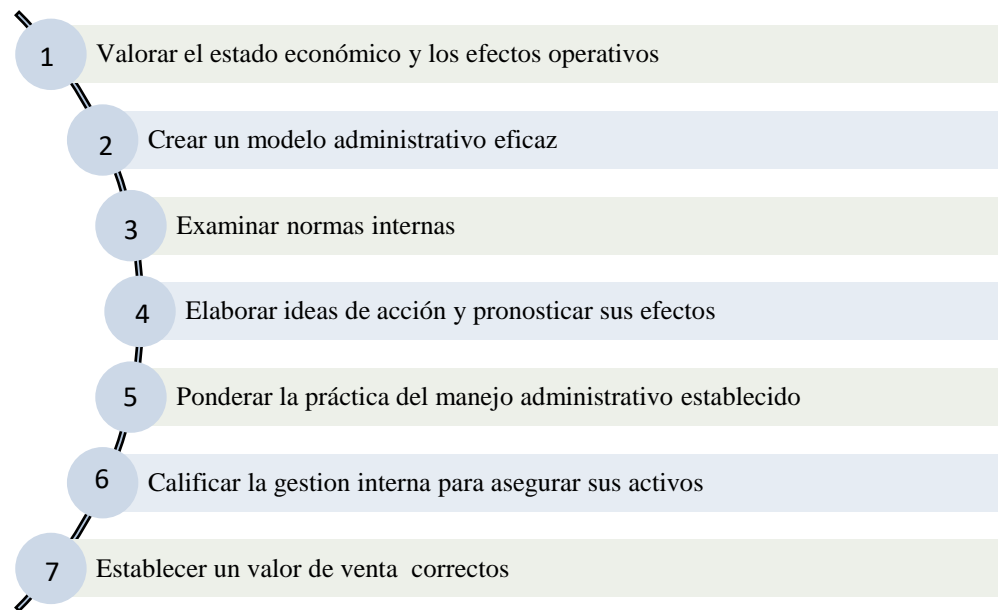 1 Valorar el estado económico y los efectos operativos
2 Crear un modelo administrativo eficaz
3 Examinar normas internas
4 Elaborar ideas de acción y pronosticar sus efectos
5 Ponderar la práctica del manejo administrativo establecido
6 Calificar la gestion interna para asegurar sus activos
7 Establecer un valor de venta correctos